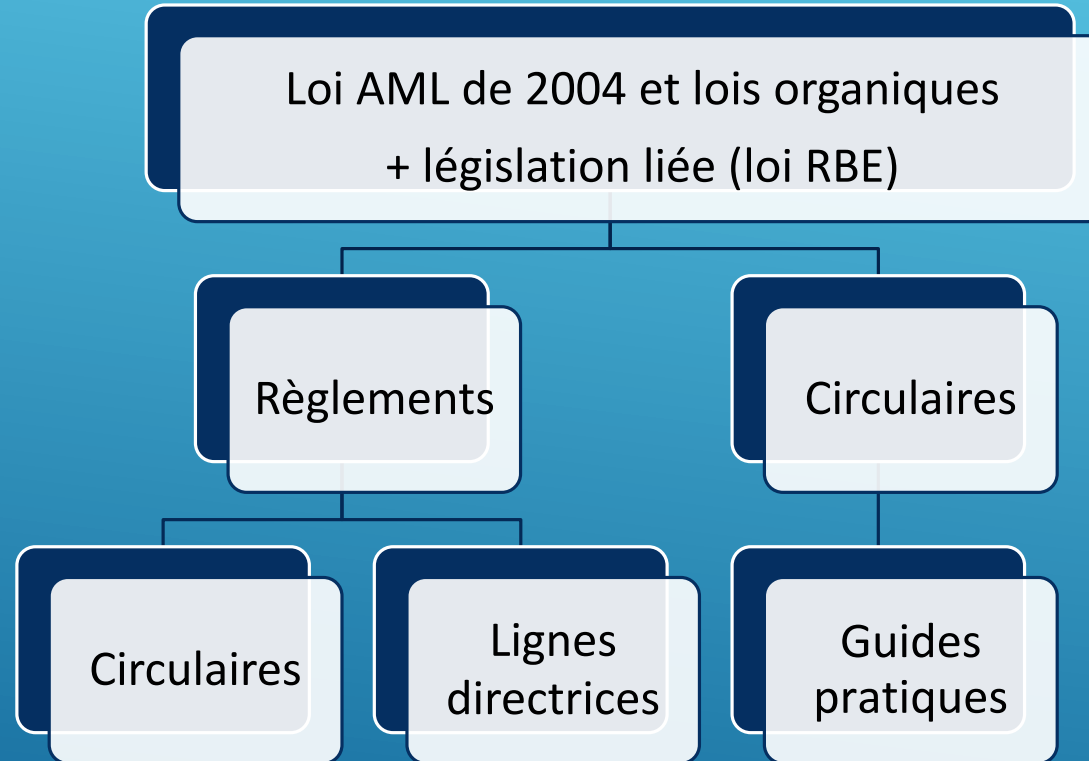 Loi AML de 2004 et lois organiques
+ législation liée (loi RBE)
Règlements
Circulaires
Circulaires
Lignes
directrices
Guides
pratiques